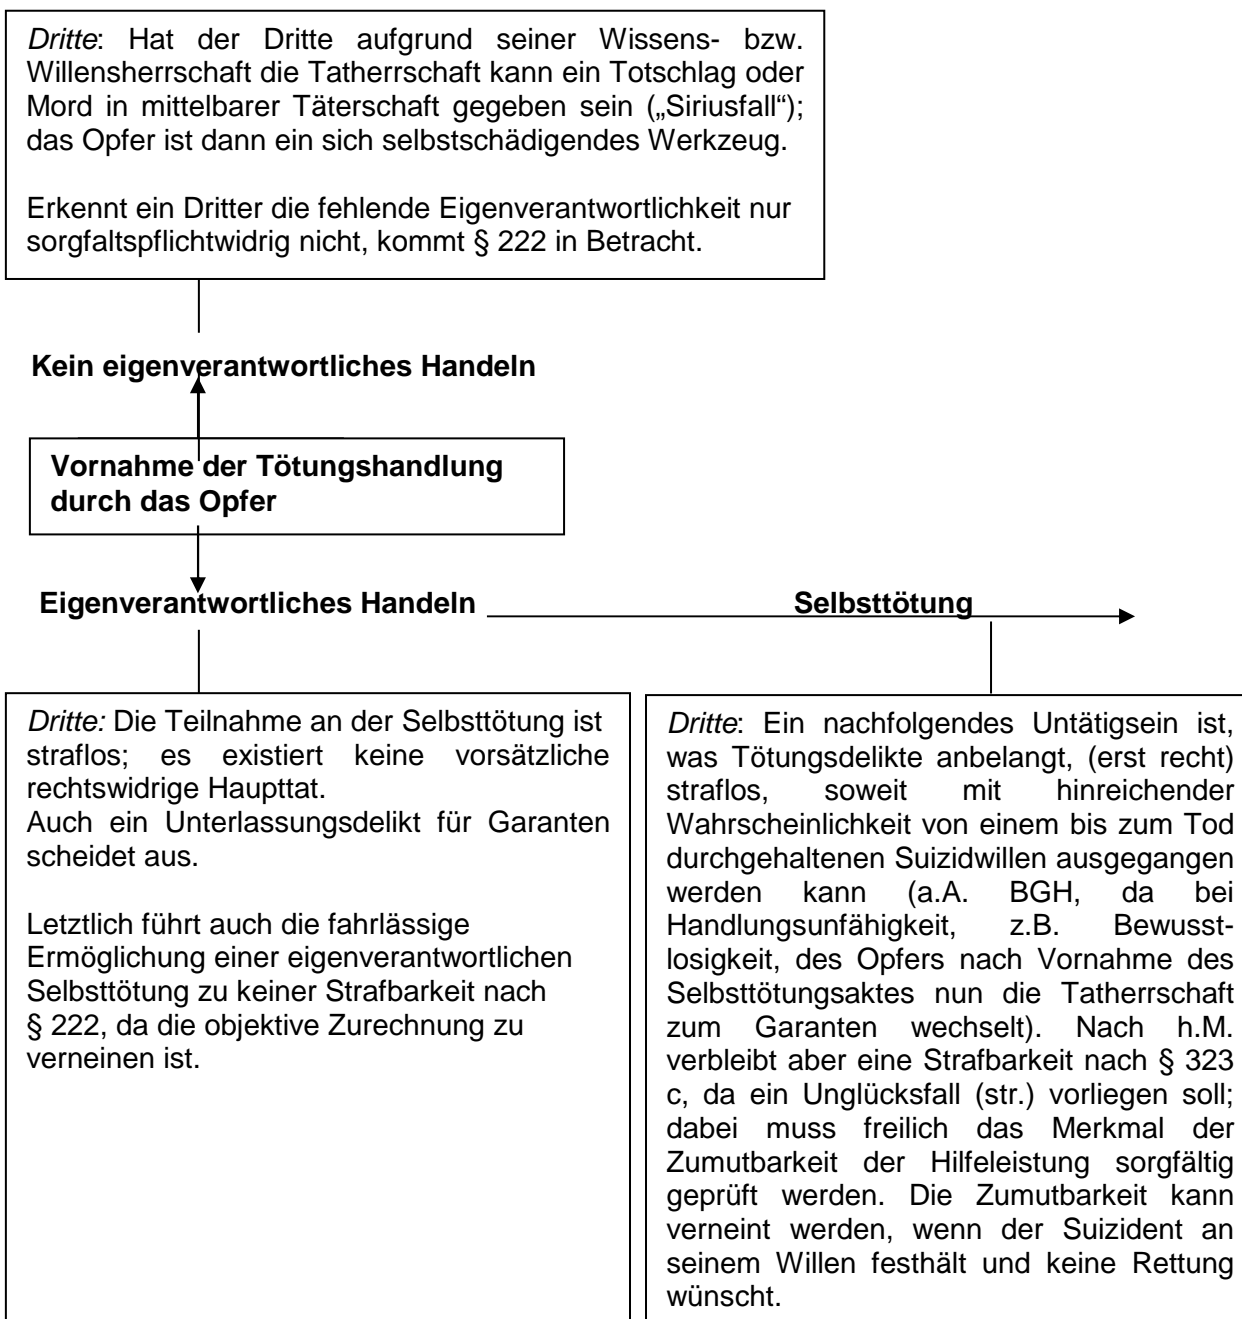 Dritte: Hat der Dritte aufgrund seiner Wissens- bzw.
Willensherrschaft die Tatherrschaft kann ein Totschlag oder
Mord in mittelbarer Täterschaft gegeben sein („Siriusfall“);
das Opfer ist dann ein sich selbstschädigendes Werkzeug.
Erkennt ein Dritter die fehlende Eigenverantwortlichkeit nur
sorgfaltspflichtwidrig nicht, kommt § 222 in Betracht.
Kein eigenverantwortliches Handeln
Vornahme der Tötungshandlung
durch das Opfer
Eigenverantwortliches Handeln
Selbsttötung
Dritte: Die Teilnahme an der Selbsttötung ist
straflos; es existiert keine vorsätzliche
rechtswidrige Haupttat.
Auch ein Unterlassungsdelikt für Garanten
scheidet aus.
Letztlich führt auch die fahrlässige
Ermöglichung einer eigenverantwortlichen
Selbsttötung zu keiner Strafbarkeit nach
§ 222, da die objektive Zurechnung zu
verneinen ist.
Dritte: Ein nachfolgendes Untätigsein ist,
was Tötungsdelikte anbelangt, (erst recht)
straflos, soweit mit hinreichender
Wahrscheinlichkeit von einem bis zum Tod
durchgehaltenen Suizidwillen ausgegangen
werden kann (a.A. BGH, da bei
Handlungsunfähigkeit, z.B. Bewusst-
losigkeit, des Opfers nach Vornahme des
Selbsttötungsaktes nun die Tatherrschaft
zum Garanten wechselt). Nach h.M.
verbleibt aber eine Strafbarkeit nach § 323
c, da ein Unglücksfall (str.) vorliegen soll;
dabei muss freilich das Merkmal der
Zumutbarkeit der Hilfeleistung sorgfältig
geprüft werden. Die Zumutbarkeit kann
verneint werden, wenn der Suizident an
seinem Willen festhält und keine Rettung
wünscht.